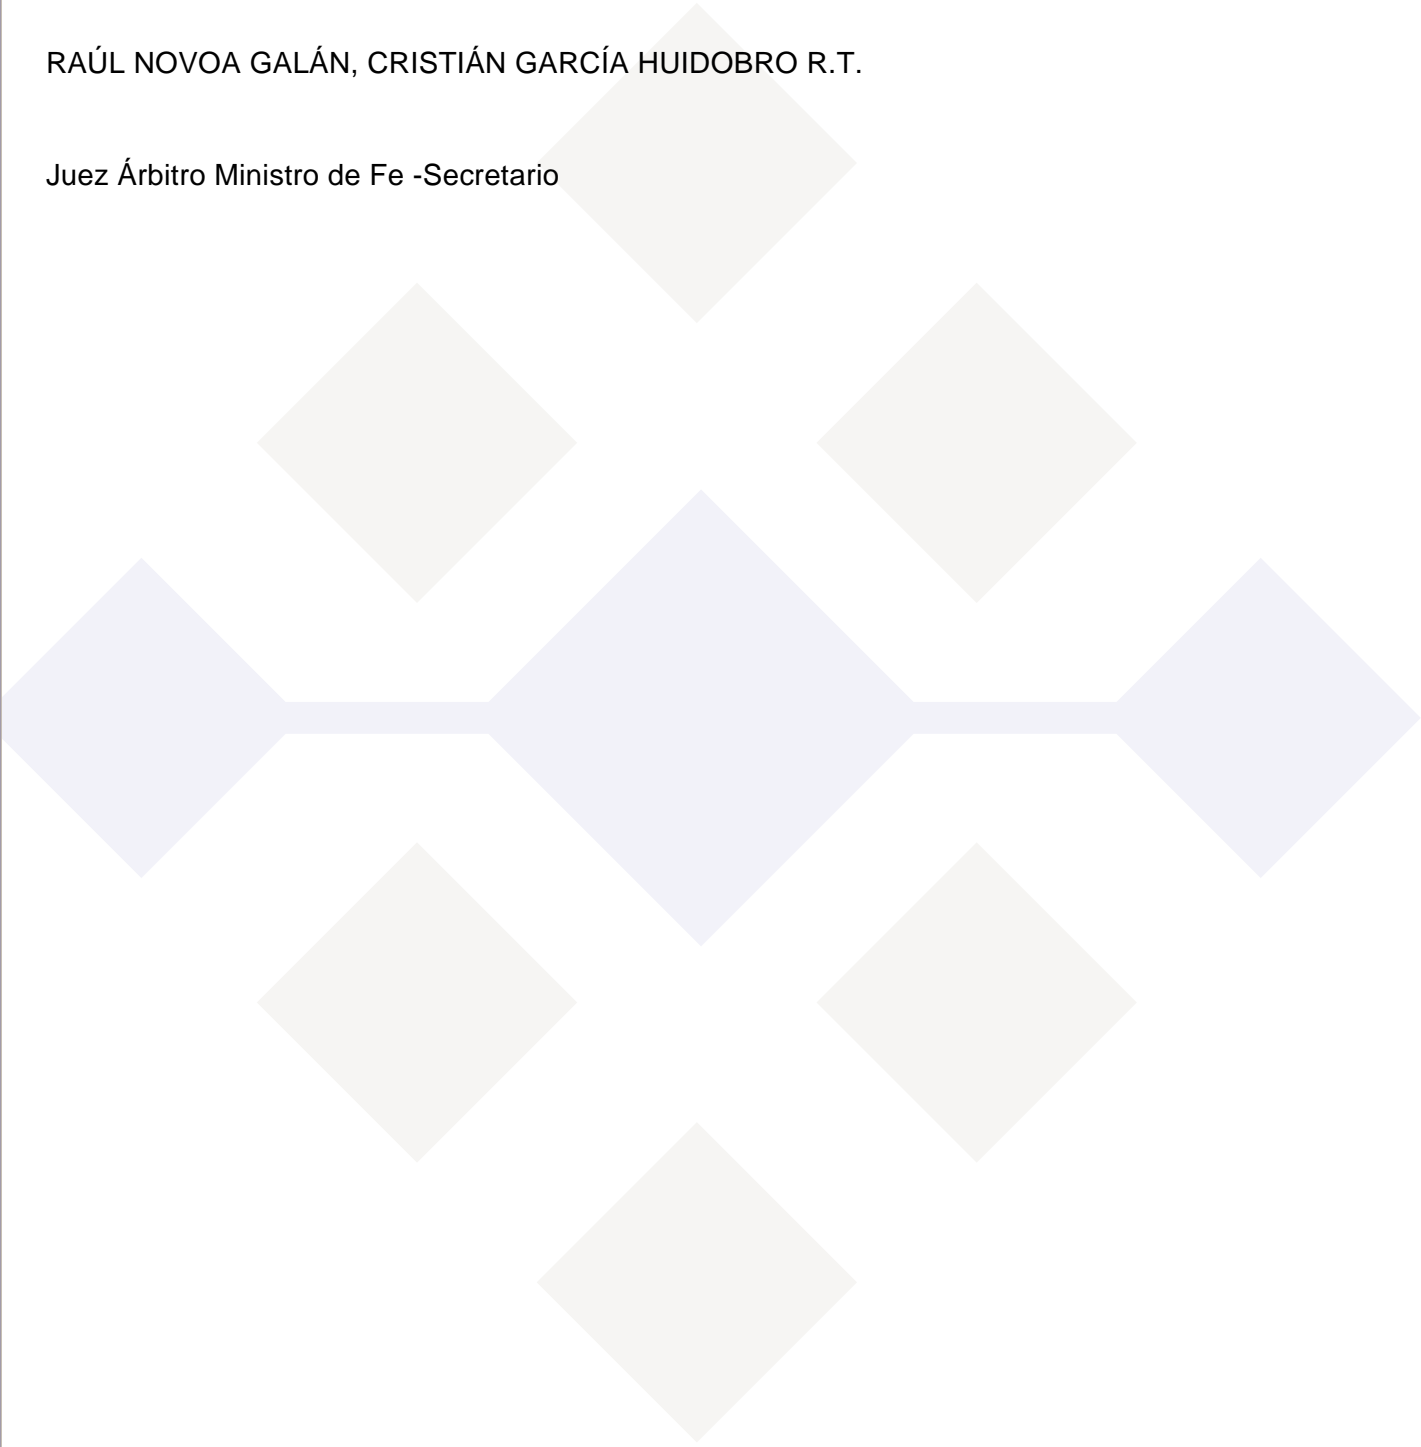 RAÚL NOVOA GALÁN, CRISTIÁN GARCÍA HUIDOBRO R.T.
Juez Árbitro Ministro de Fe -Secretario